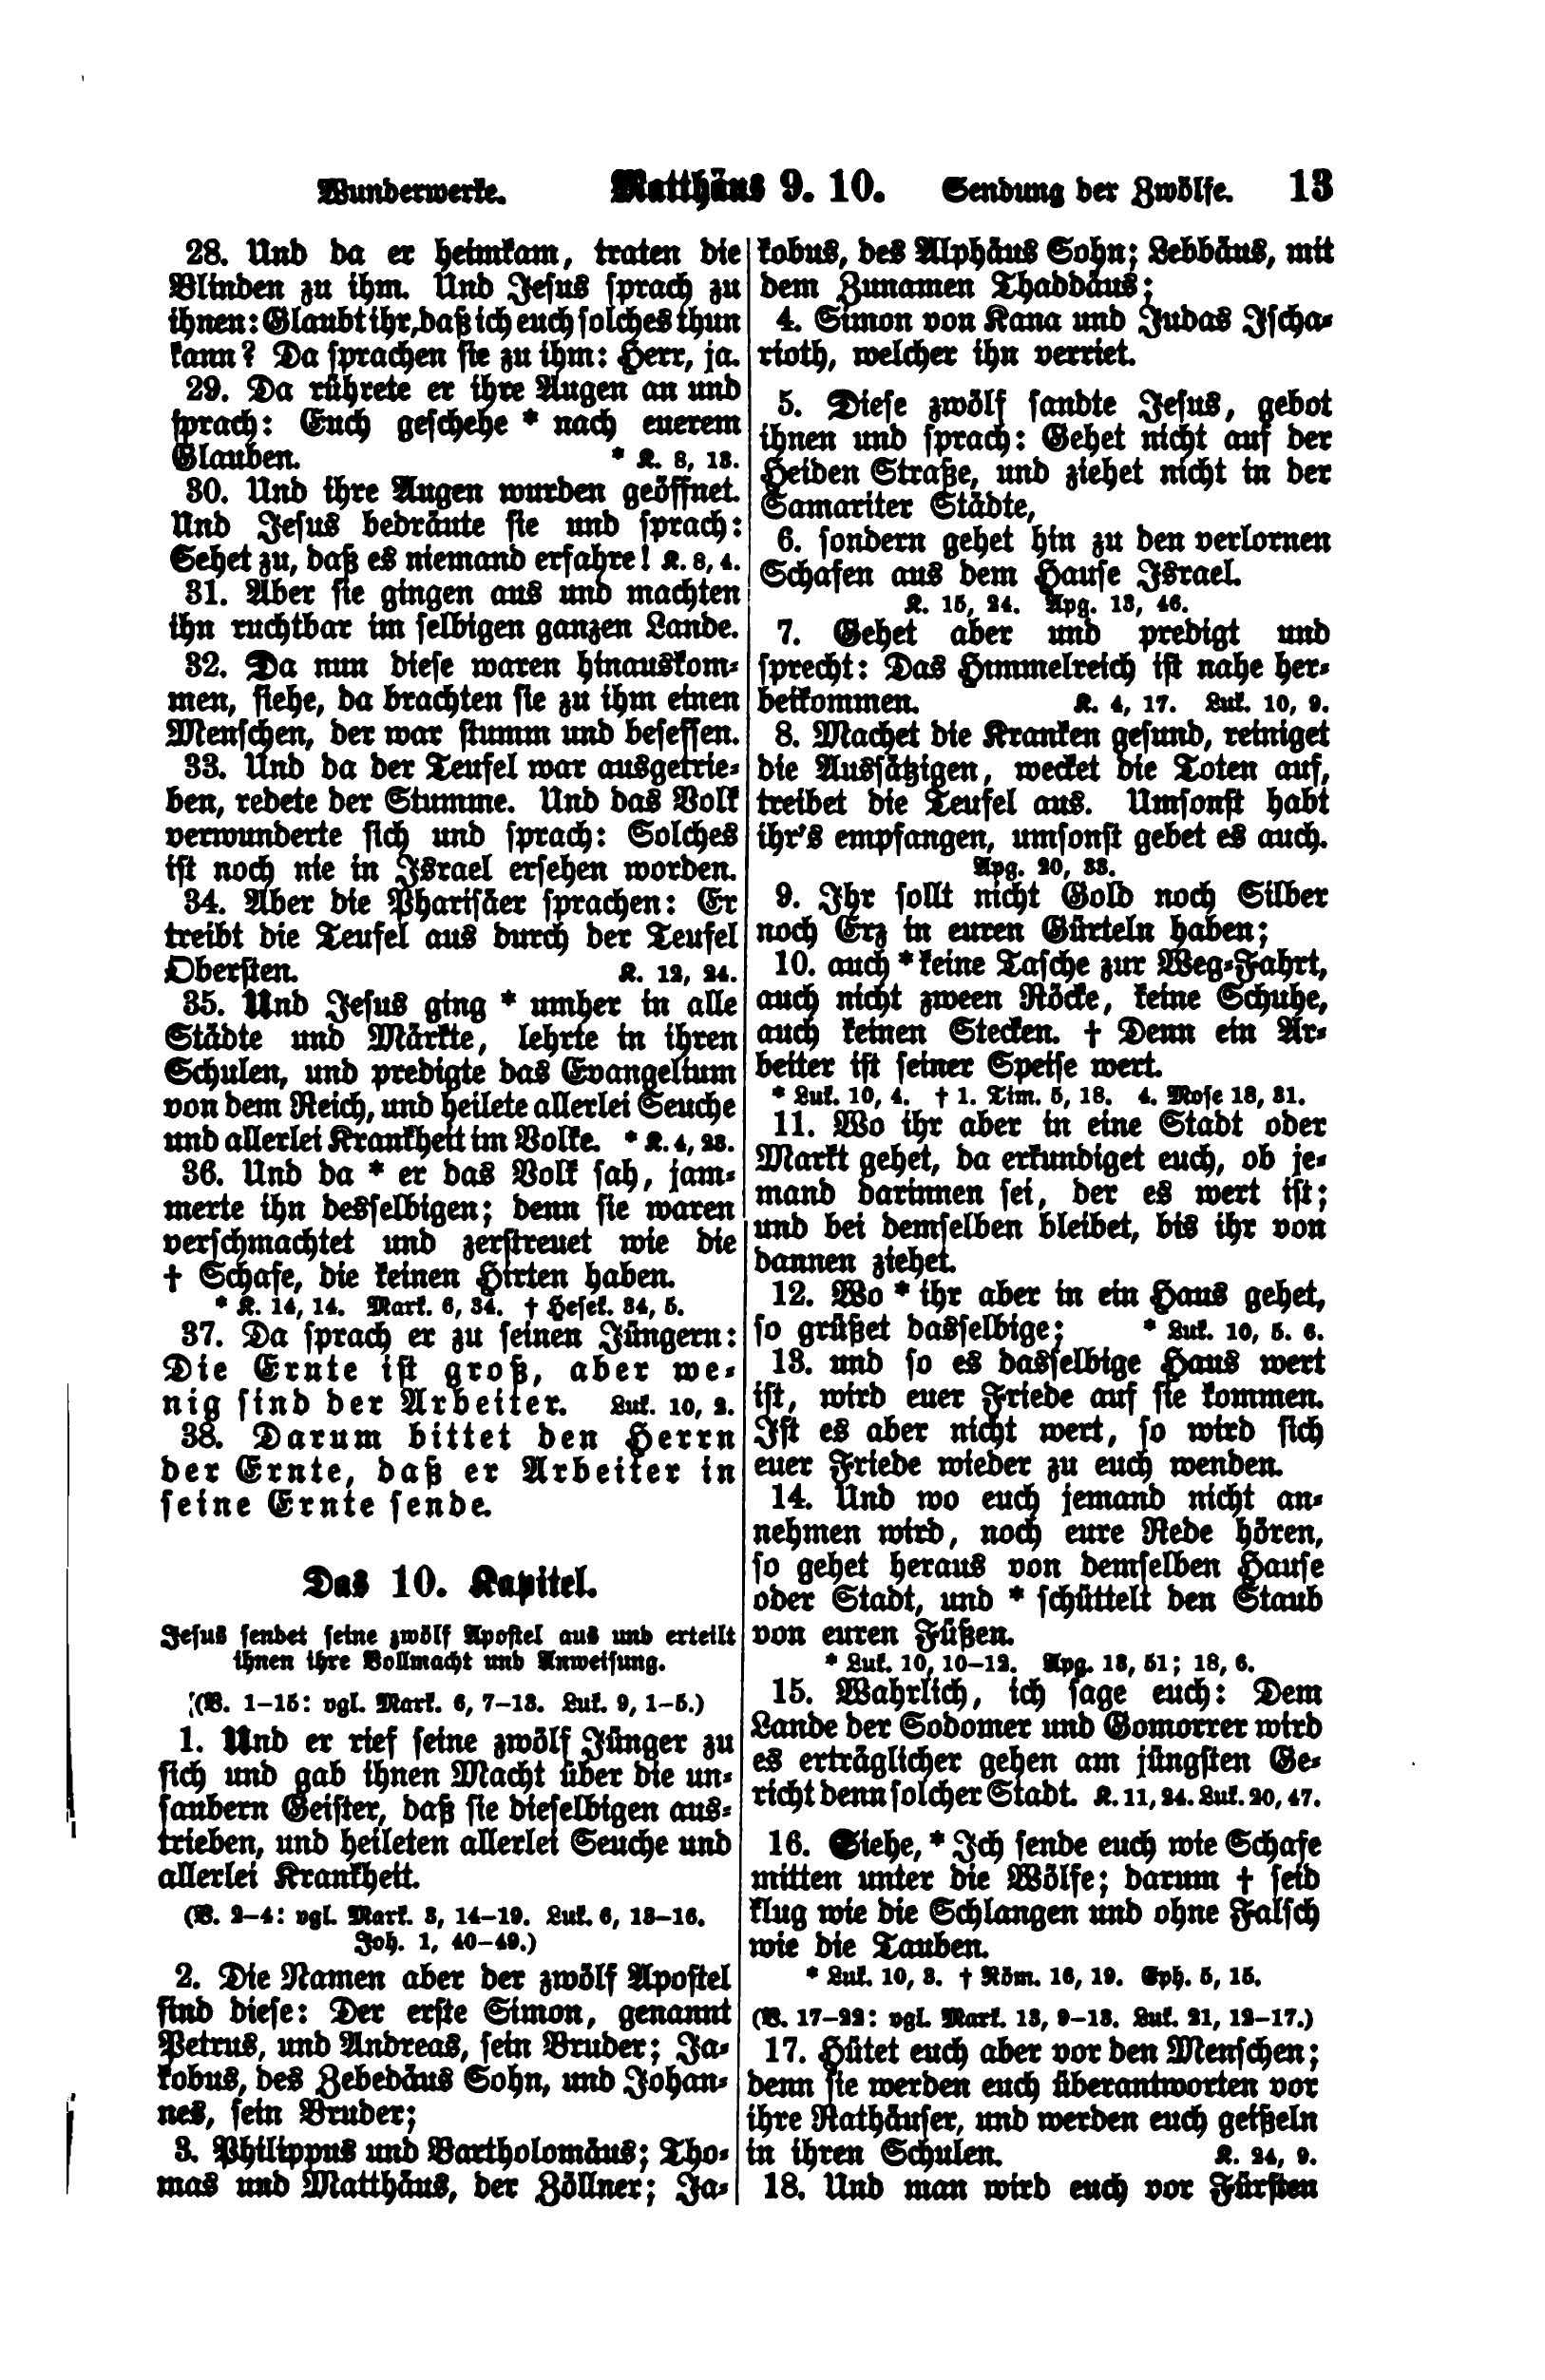 Wunderwerke. Matthäus 9. 10. Sendung der Zwölfe. 13
28. Und da er heimkam, traten die
Blinden zu ihm. Und Jesus sprach zu
ihnen: Glaubt ihr, daß ich euch solches thun
kann? Da sprachen sie zu ihm: Herr, ja.
29. Da rührete er ihre Augen an und
sprach: Euch geschehe * nach euerem
Glauben. * K. 8, 13.
30. Und ihre Augen wurden geöffnet.
Und Jesus bedräute sie und sprach:
Sehet zu, daß es niemand erfahre! K. 8, 4.
31. Aber sie gingen aus und machten
ihn ruchtbar im selbigen ganzen Lande.
32. Da nun diese waren hinauskom-
men, siehe, da brachten sie zu ihm einen
Menschen, der war stumm und besessen.
33. Und da der Teufel war ausgetrie-
ben, redete der Stumme. Und das Volk
verwunderte sich und sprach: Solches
ist noch nie in Israel ersehen worden.
34. Aber die Pharisäer sprachen: Er
treibt die Teufel aus durch der Teufel
Obersten. K. 12, 24.
35. Und Jesus ging * umher in alle
Städte und Märkte, lehrte in ihren
Schulen, und predigte das Evangelium
von dem Reich, und heilete allerlei Seuche
und allerlei Krankheit im Volke. * K. 4, 23.
36. Und da * er das Volk sah, jam-
merte ihn desselbigen; denn sie waren
verschmachtet und zerstreuet wie die
† Schafe, die keinen Hirten haben.
* K. 14, 14. Mark. 6, 34. † Hesek. 34, 5.
37. Da sprach er zu seinen Jüngern:
Die Ernte ist groß, aber we-
nig sind der Arbeiter. Luk. 10, 2.
38. Darum bittet den Herrn
der Ernte, daß er Arbeiter in
seine Ernte sende.
Das 10. Kapitel.
Jesus sendet seine zwölf Apostel aus und erteilt
ihnen ihre Vollmacht und Anweisung.
(V. 1–15: vgl. Mark. 6, 7–13. Luk. 9, 1–5.)
1. Und er rief seine zwölf Jünger zu
sich und gab ihnen Macht über die un-
saubern Geister, daß sie dieselbigen aus-
trieben, und heileten allerlei Seuche und
allerlei Krankheit.
(V. 2–4: vgl. Mark. 3, 14–19. Luk. 6, 13–16.
Joh. 1, 40–49.)
2. Die Namen aber der zwölf Apostel
sind diese: Der erste Simon, genannt
Petrus, und Andreas, sein Bruder; Ja-
kobus, des Zebedäus Sohn, und Johan-
nes, sein Bruder;
3. Philippus und Bartholomäus; Tho-
mas und Matthäus, der Zöllner; Ja-
kobus, des Alphäus Sohn; Lebbäus, mit
dem Zunamen Thaddäus;
4. Simon von Kana und Judas Ischa-
rioth, welcher ihn verriet.
5. Diese zwölf sandte Jesus, gebot
ihnen und sprach: Gehet nicht auf der
Heiden Straße, und ziehet nicht in der
Samariter Städte,
6. sondern gehet hin zu den verlornen
Schafen aus dem Hause Israel.
K. 15, 24. Apg. 13, 46.
7. Gehet aber und predigt und
sprecht: Das Himmelreich ist nahe her-
beikommen. K. 4, 17. Luk. 10, 9.
8. Machet die Kranken gesund, reiniget
die Aussätzigen, wecket die Toten auf,
treibet die Teufel aus. Umsonst habt
ihr's empfangen, umsonst gebet es auch.
Apg. 20, 33.
9. Ihr sollt nicht Gold noch Silber
noch Erz in euren Gürteln haben;
10. auch * keine Tasche zur Weg-Fahrt,
auch nicht zween Röcke, keine Schuhe,
auch keinen Stecken. † Denn ein Ar-
beiter ist seiner Speise wert.
* Luk. 10, 4. † 1. Tim. 5, 18. 4. Mose 18, 31.
11. Wo ihr aber in eine Stadt oder
Markt gehet, da erkundiget euch, ob je-
mand darinnen sei, der es wert ist;
und bei demselben bleibet, bis ihr von
dannen ziehet.
12. Wo * ihr aber in ein Haus gehet,
so grüßet dasselbige; * Luk. 10, 5. 6.
13. und so es dasselbige Haus wert
ist, wird euer Friede auf sie kommen.
Ist es aber nicht wert, so wird sich
euer Friede wieder zu euch wenden.
14. Und wo euch jemand nicht an-
nehmen wird, noch eure Rede hören,
so gehet heraus von demselben Hause
oder Stadt, und * schüttelt den Staub
von euren Füßen.
* Luk. 10, 10–12. Apg. 13, 51; 18, 6.
15. Wahrlich, ich sage euch: Dem
Lande der Sodomer und Gomorrer wird
es erträglicher gehen am jüngsten Ge-
richt denn solcher Stadt. K. 11, 24. Luk. 20, 47.
16. Siehe, * Ich sende euch wie Schafe
mitten unter die Wölfe; darum † seid
klug wie die Schlangen und ohne Falsch
wie die Tauben.
* Luk. 10, 3. † Röm. 16, 19. Eph. 5, 15.
(V. 17–22: vgl. Mark. 13, 9–13. Luk. 21, 12–17.)
17. Hütet euch aber vor den Menschen;
denn sie werden euch überantworten vor
ihre Rathäuser, und werden euch geißeln
in ihren Schulen. K. 24, 9.
18. Und man wird euch vor Fürsten